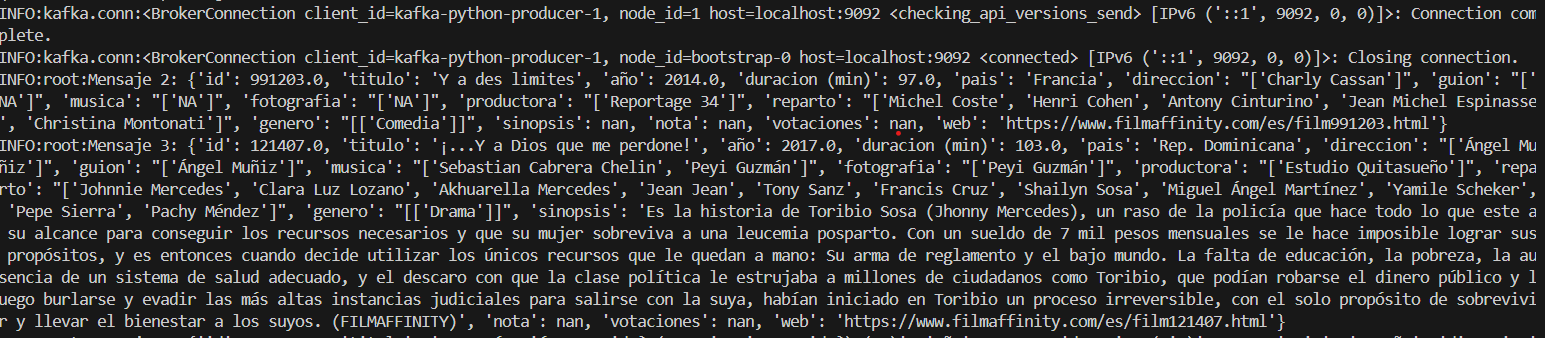 INFO:kafka.conn:<BrokerConnection client_id=kafka-python-producer-1, node_id=1 host=localhost:9092 <checking_api_versions_send> [IPv6 ('::1', 9092, 0, 0)]>: Connection com
plete.
INFO:kafka.conn:<BrokerConnection client_id=kafka-python-producer-1, node_id=bootstrap-0 host=localhost:9092 <connected> [IPv6 ('::1', 9092, 0, 0)]>: Closing connection.
INFO:root:Mensaje 2: {'id': 991203.0, 'titulo': 'Y a des limites', 'año': 2014.0, 'duracion (min)': 97.0, 'pais': 'Francia', 'direccion': "['Charly Cassan']", 'guion': "['
NA']", 'musica': "['NA']", 'fotografia': "['NA']", 'productora': "['Reportage 34']", 'reparto': "['Michel Coste', 'Henri Cohen', 'Antony Cinturino', 'Jean Michel Espinasse
', 'Christina Montonati']", 'genero': "[['Comedia']]", 'sinopsis': nan, 'nota': nan, 'votaciones': nan, 'web': 'https://www.filmaffinity.com/es/film991203.html'}
INFO:root:Mensaje 3: {'id': 121407.0, 'titulo': '¡...Y a Dios que me perdone!', 'año': 2017.0, 'duracion (min)': 103.0, 'pais': 'Rep. Dominicana', 'direccion': "['Ángel Mu
ñiz']", 'guion': "['Ángel Muñiz']", 'musica': "['Sebastian Cabrera Chelin', 'Peyi Guzmán']", 'fotografia': "['Peyi Guzmán']", 'productora': "['Estudio Quitasueño']", 'repa
rto': "['Johnnie Mercedes', 'Clara Luz Lozano', 'Akhuarella Mercedes', 'Jean Jean', 'Tony Sanz', 'Francis Cruz', 'Shailyn Sosa', 'Miguel Ángel Martínez', 'Yamile Scheker',
'Pepe Sierra', 'Pachy Méndez']", 'genero': "[['Drama']]", 'sinopsis': 'Es la historia de Toribio Sosa (Jhonny Mercedes), un raso de la policía que hace todo lo que este a
su alcance para conseguir los recursos necesarios y que su mujer sobreviva a una leucemia posparto. Con un sueldo de 7 mil pesos mensuales se le hace imposible lograr sus
propósitos, y es entonces cuando decide utilizar los únicos recursos que le quedan a mano: Su arma de reglamento y el bajo mundo. La falta de educación, la pobreza, la au
sencia de un sistema de salud adecuado, y el descaro con que la clase política le estrujaba a millones de ciudadanos como Toribio, que podían robarse el dinero público y l
uego burlarse y evadir las más altas instancias judiciales para salirse con la suya, habían iniciado en Toribio un proceso irreversible, con el solo propósito de sobrevivi
r y llevar el bienestar a los suyos. (FILMAFFINITY)', 'nota': nan, 'votaciones': nan, 'web': 'https://www.filmaffinity.com/es/film121407.html'}